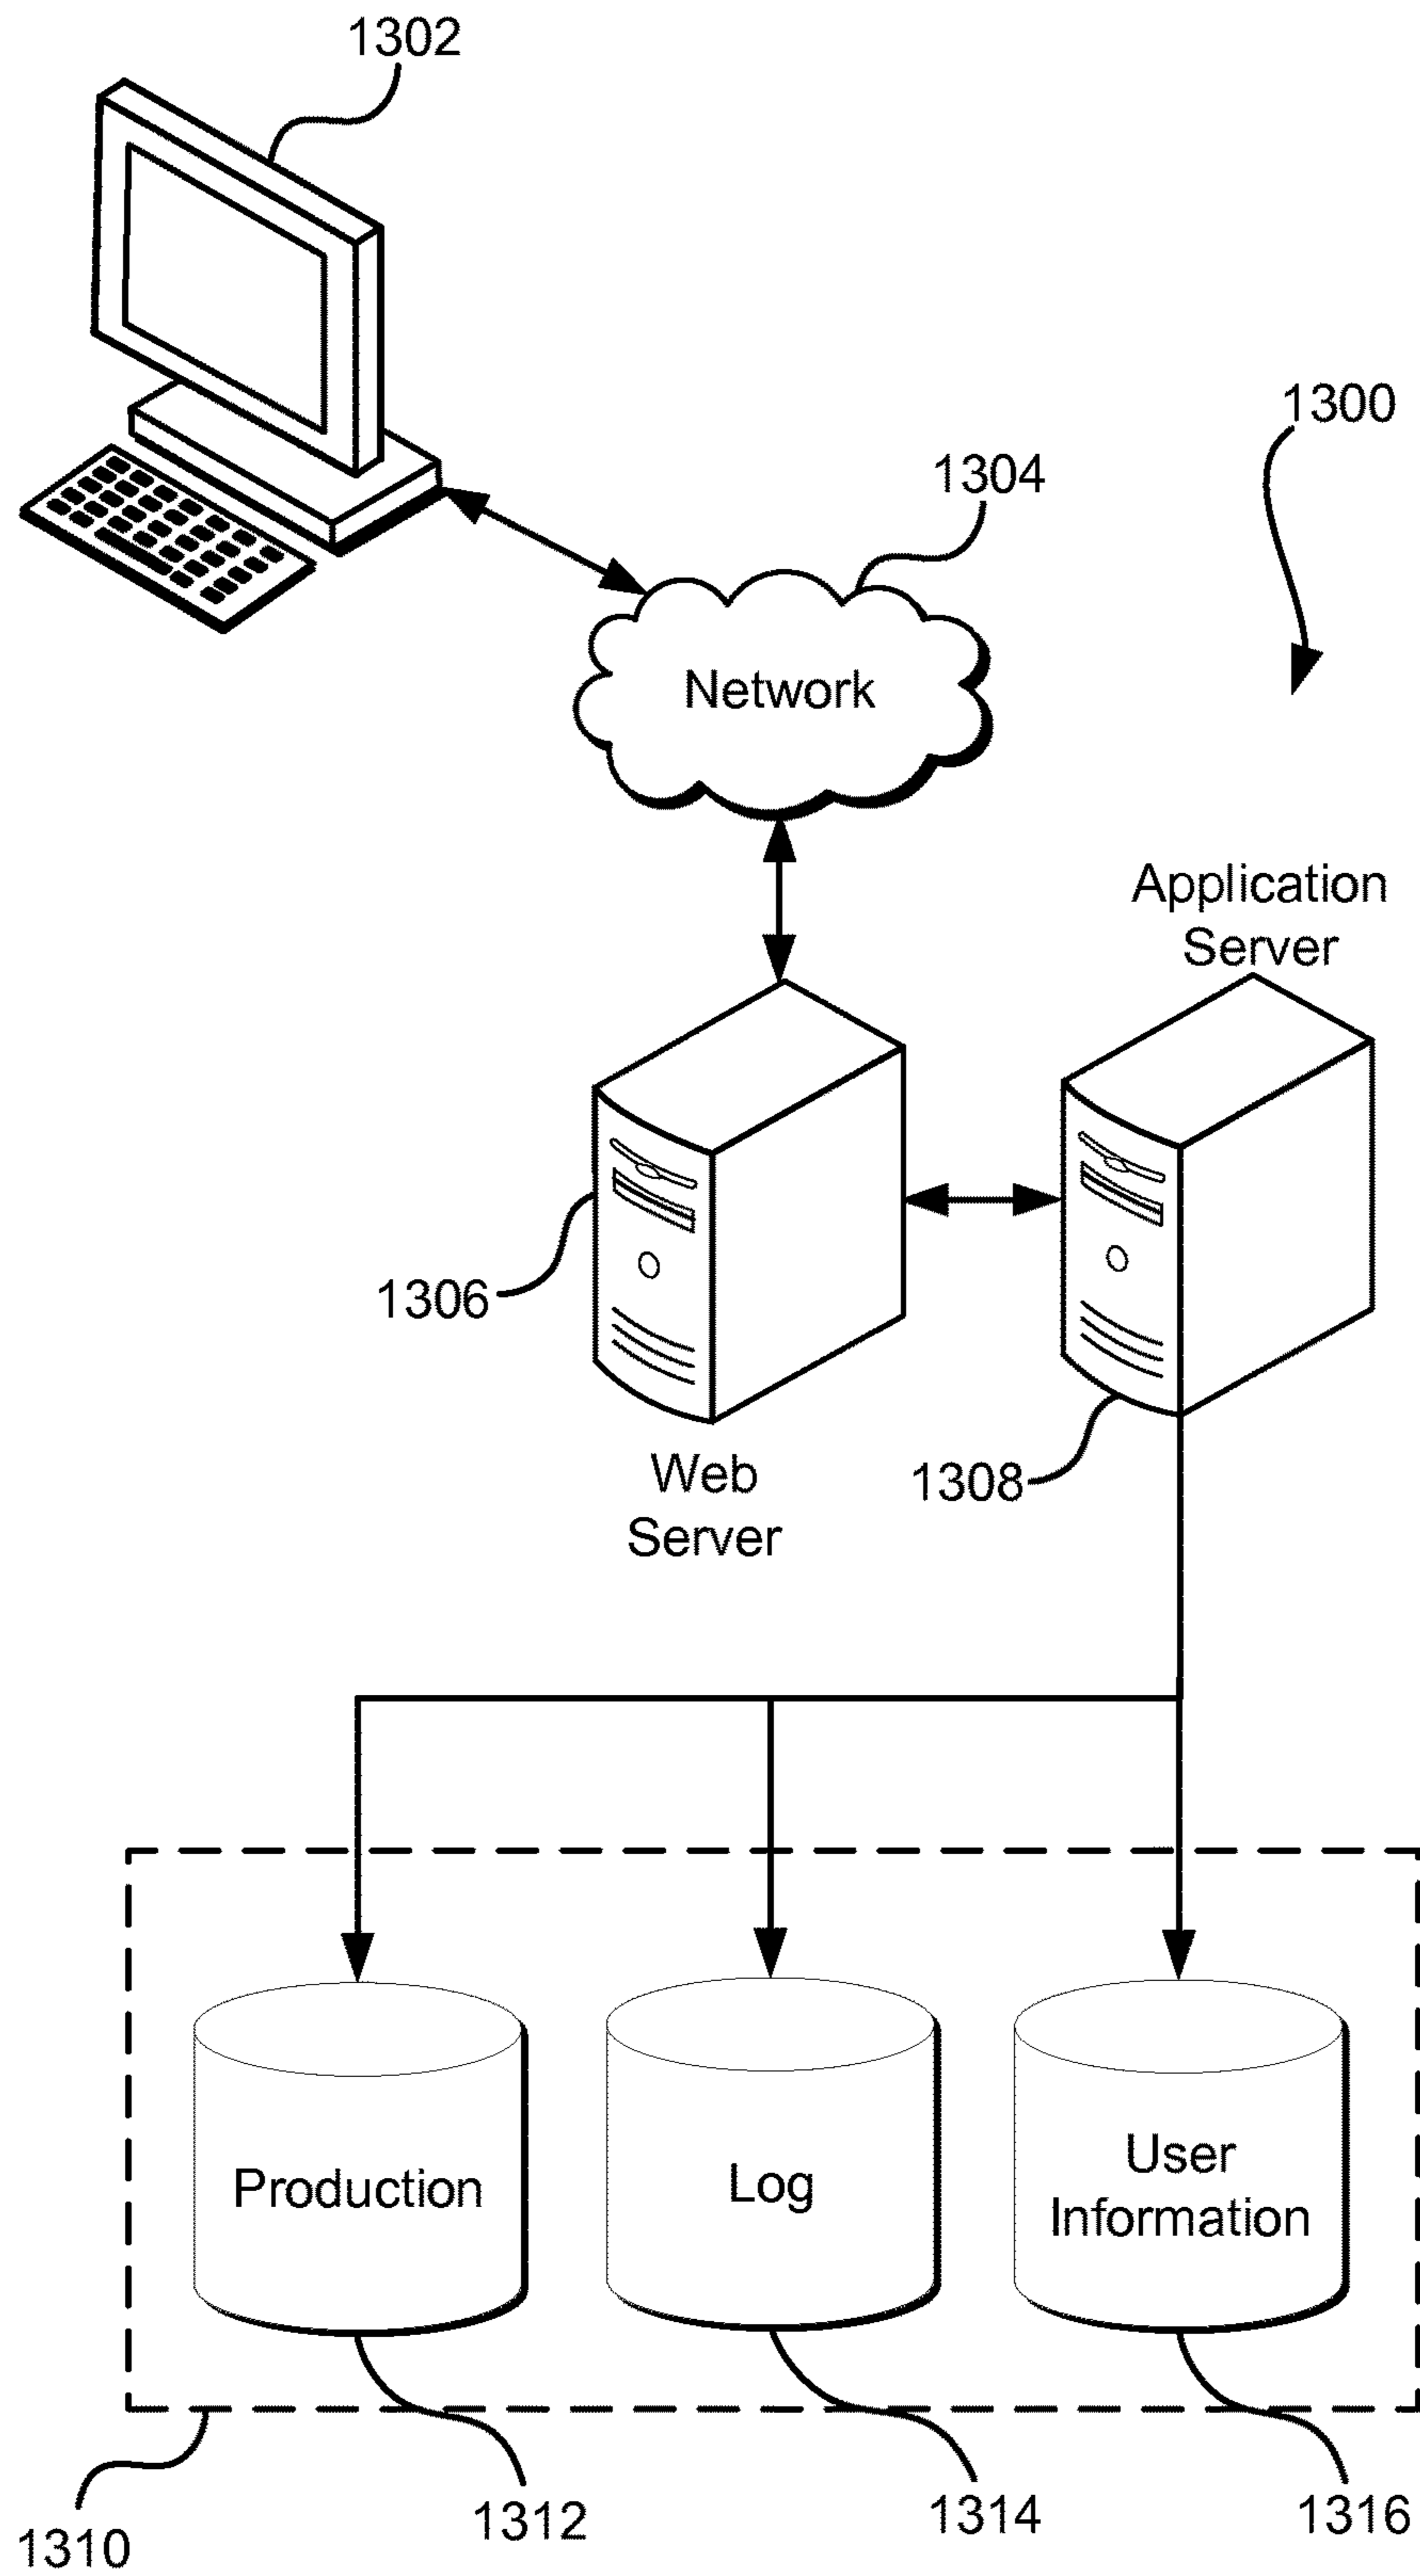 1302
1300
1304
Network
Application
Server
1306
Web
Server
1308
Production
Log
User
Information
1310
1312
1314
1316